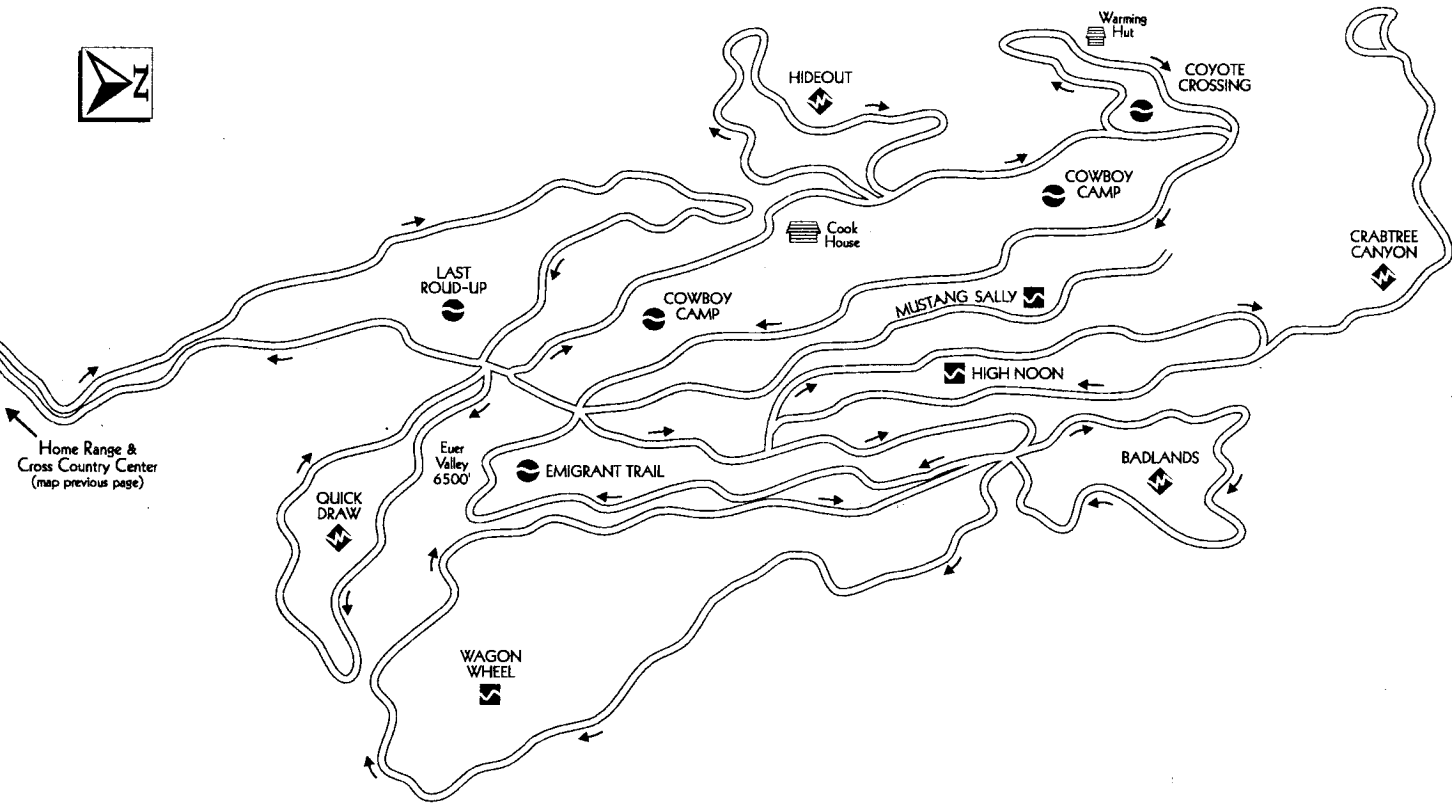 Z
Warming
Hut
HIDEOUT
COYOTE
CROSSING
COWBOY
CAMP
Cook
House
CRABTREE
CANYON
LAST
ROUD-UP
COWBOY
CAMP
MUSTANG SALLY
HIGH NOON
Home Range &
Cross Country Center
(map previous page)
Euer
Valley
6500'
EMIGRANT TRAIL
BADLANDS
QUICK
DRAW
WAGON
WHEEL